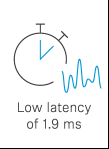 Low latency
of 1.9 ms